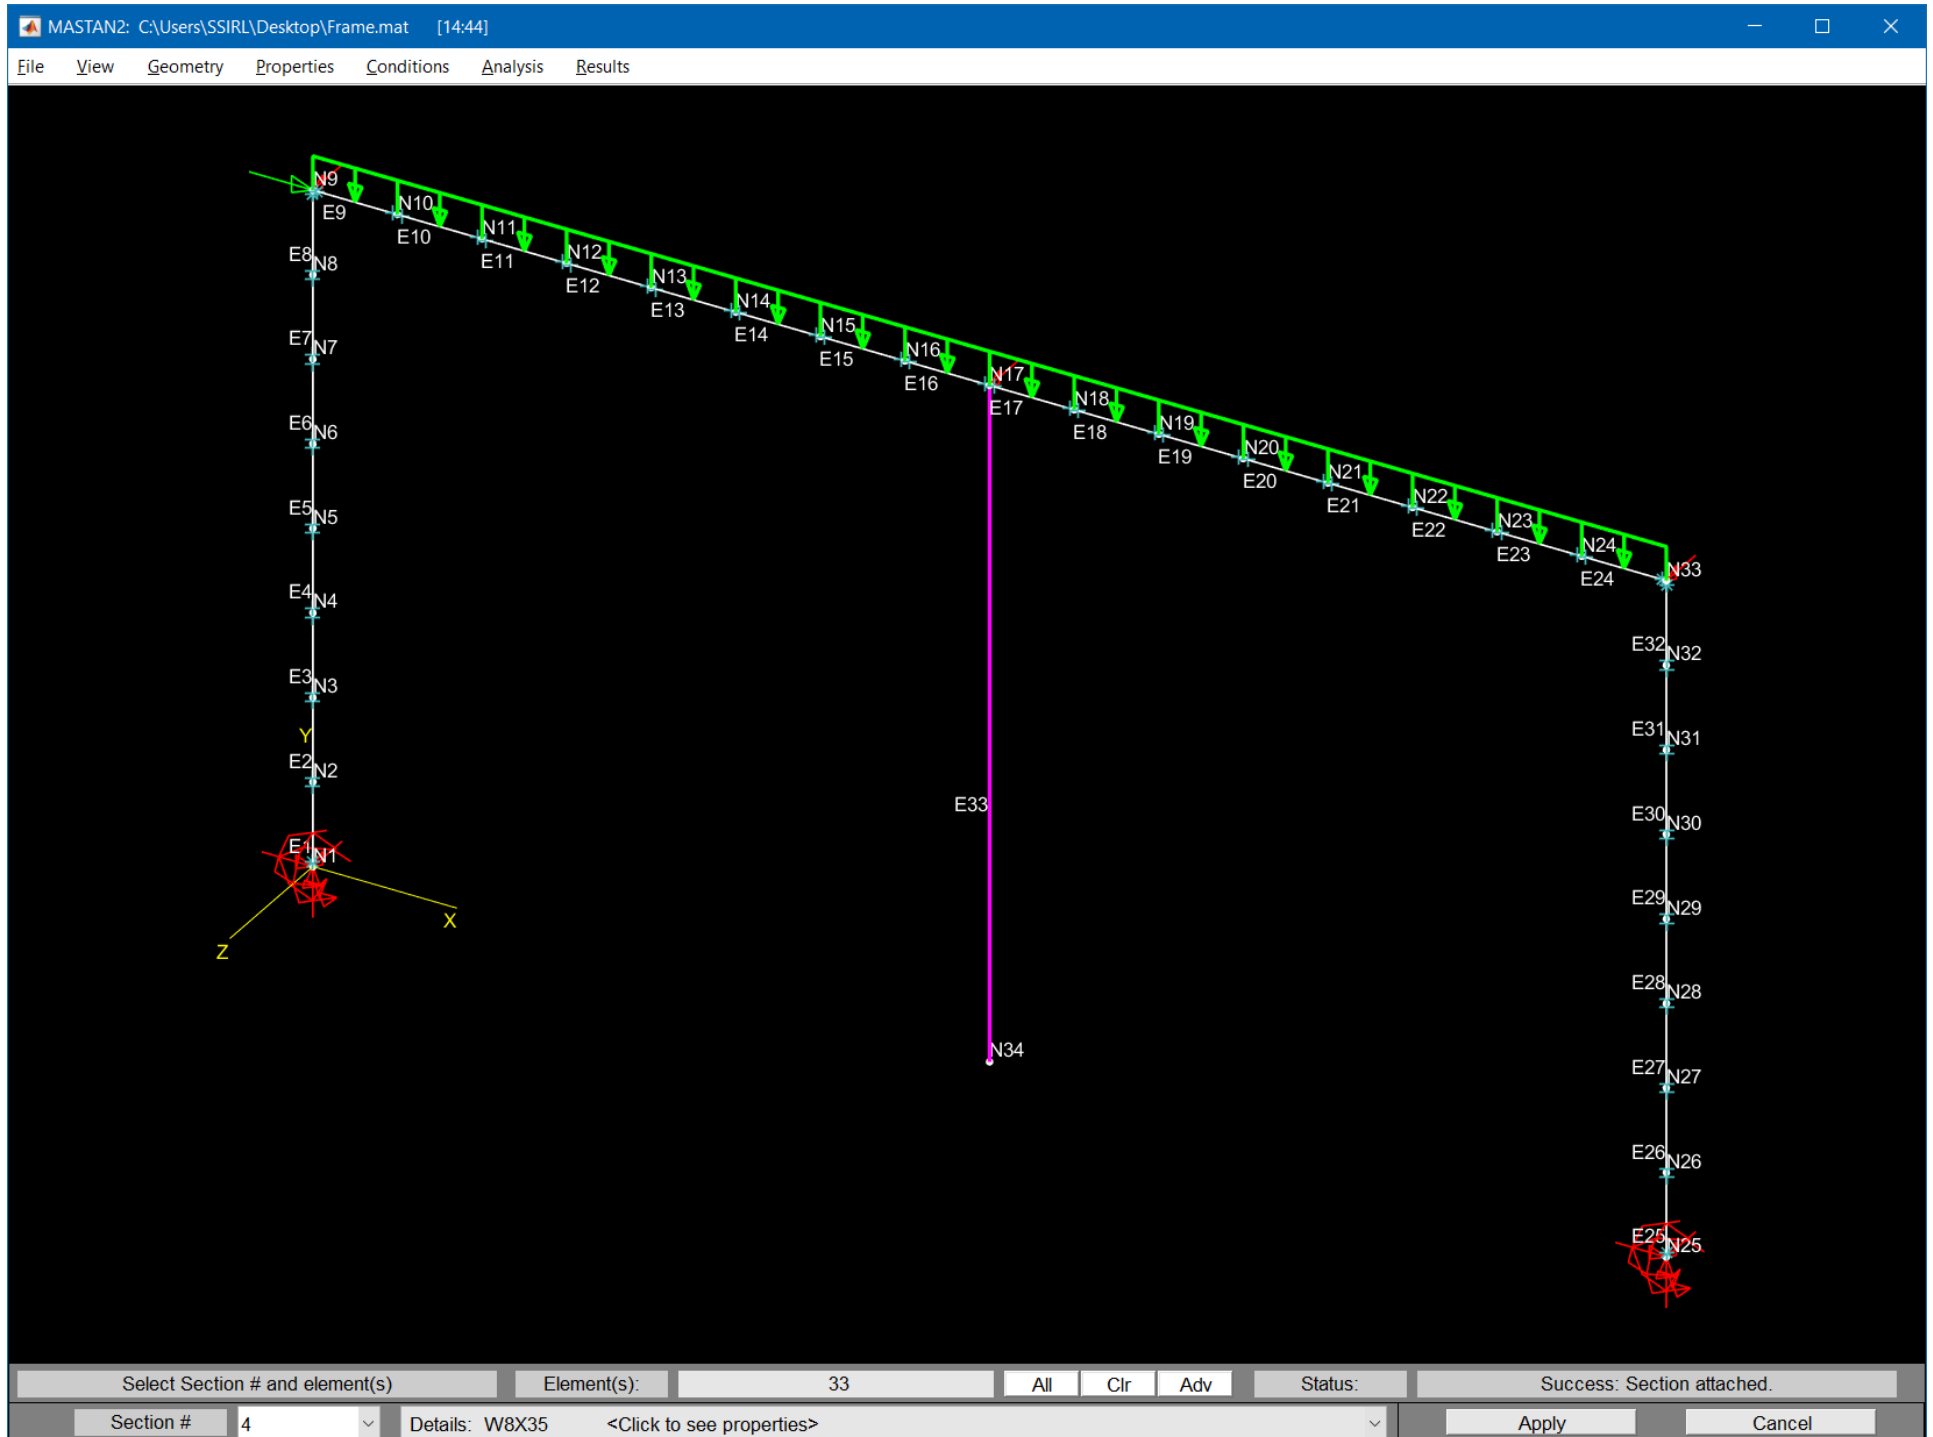 MASTAN2: C:\Users\SSIRL\Desktop\Frame.mat [14:44]
File View Geometry Properties Conditions Analysis Results
N9
E9
N10
E10
N11
E11
N12
E12
N13
E13
N14
E14
N15
E15
N16
E16
N17
E17
N18
E18
N19
E19
N20
E20
N21
E21
N22
E22
N23
E23
N24
E24
N33
E8 N8
E7 N7
E6 N6
E5 N5
E4 N4
E3 N3
Y
E2 N2
E1 N1
X
Z
E33
N34
E32 N32
E31 N31
E30 N30
E29 N29
E28 N28
E27 N27
E26 N26
E25 N25
Select Section # and element(s) Element(s): 33 All Clr Adv Status: Success: Section attached.
Section # 4 Details: W8X35 <Click to see properties> Apply Cancel